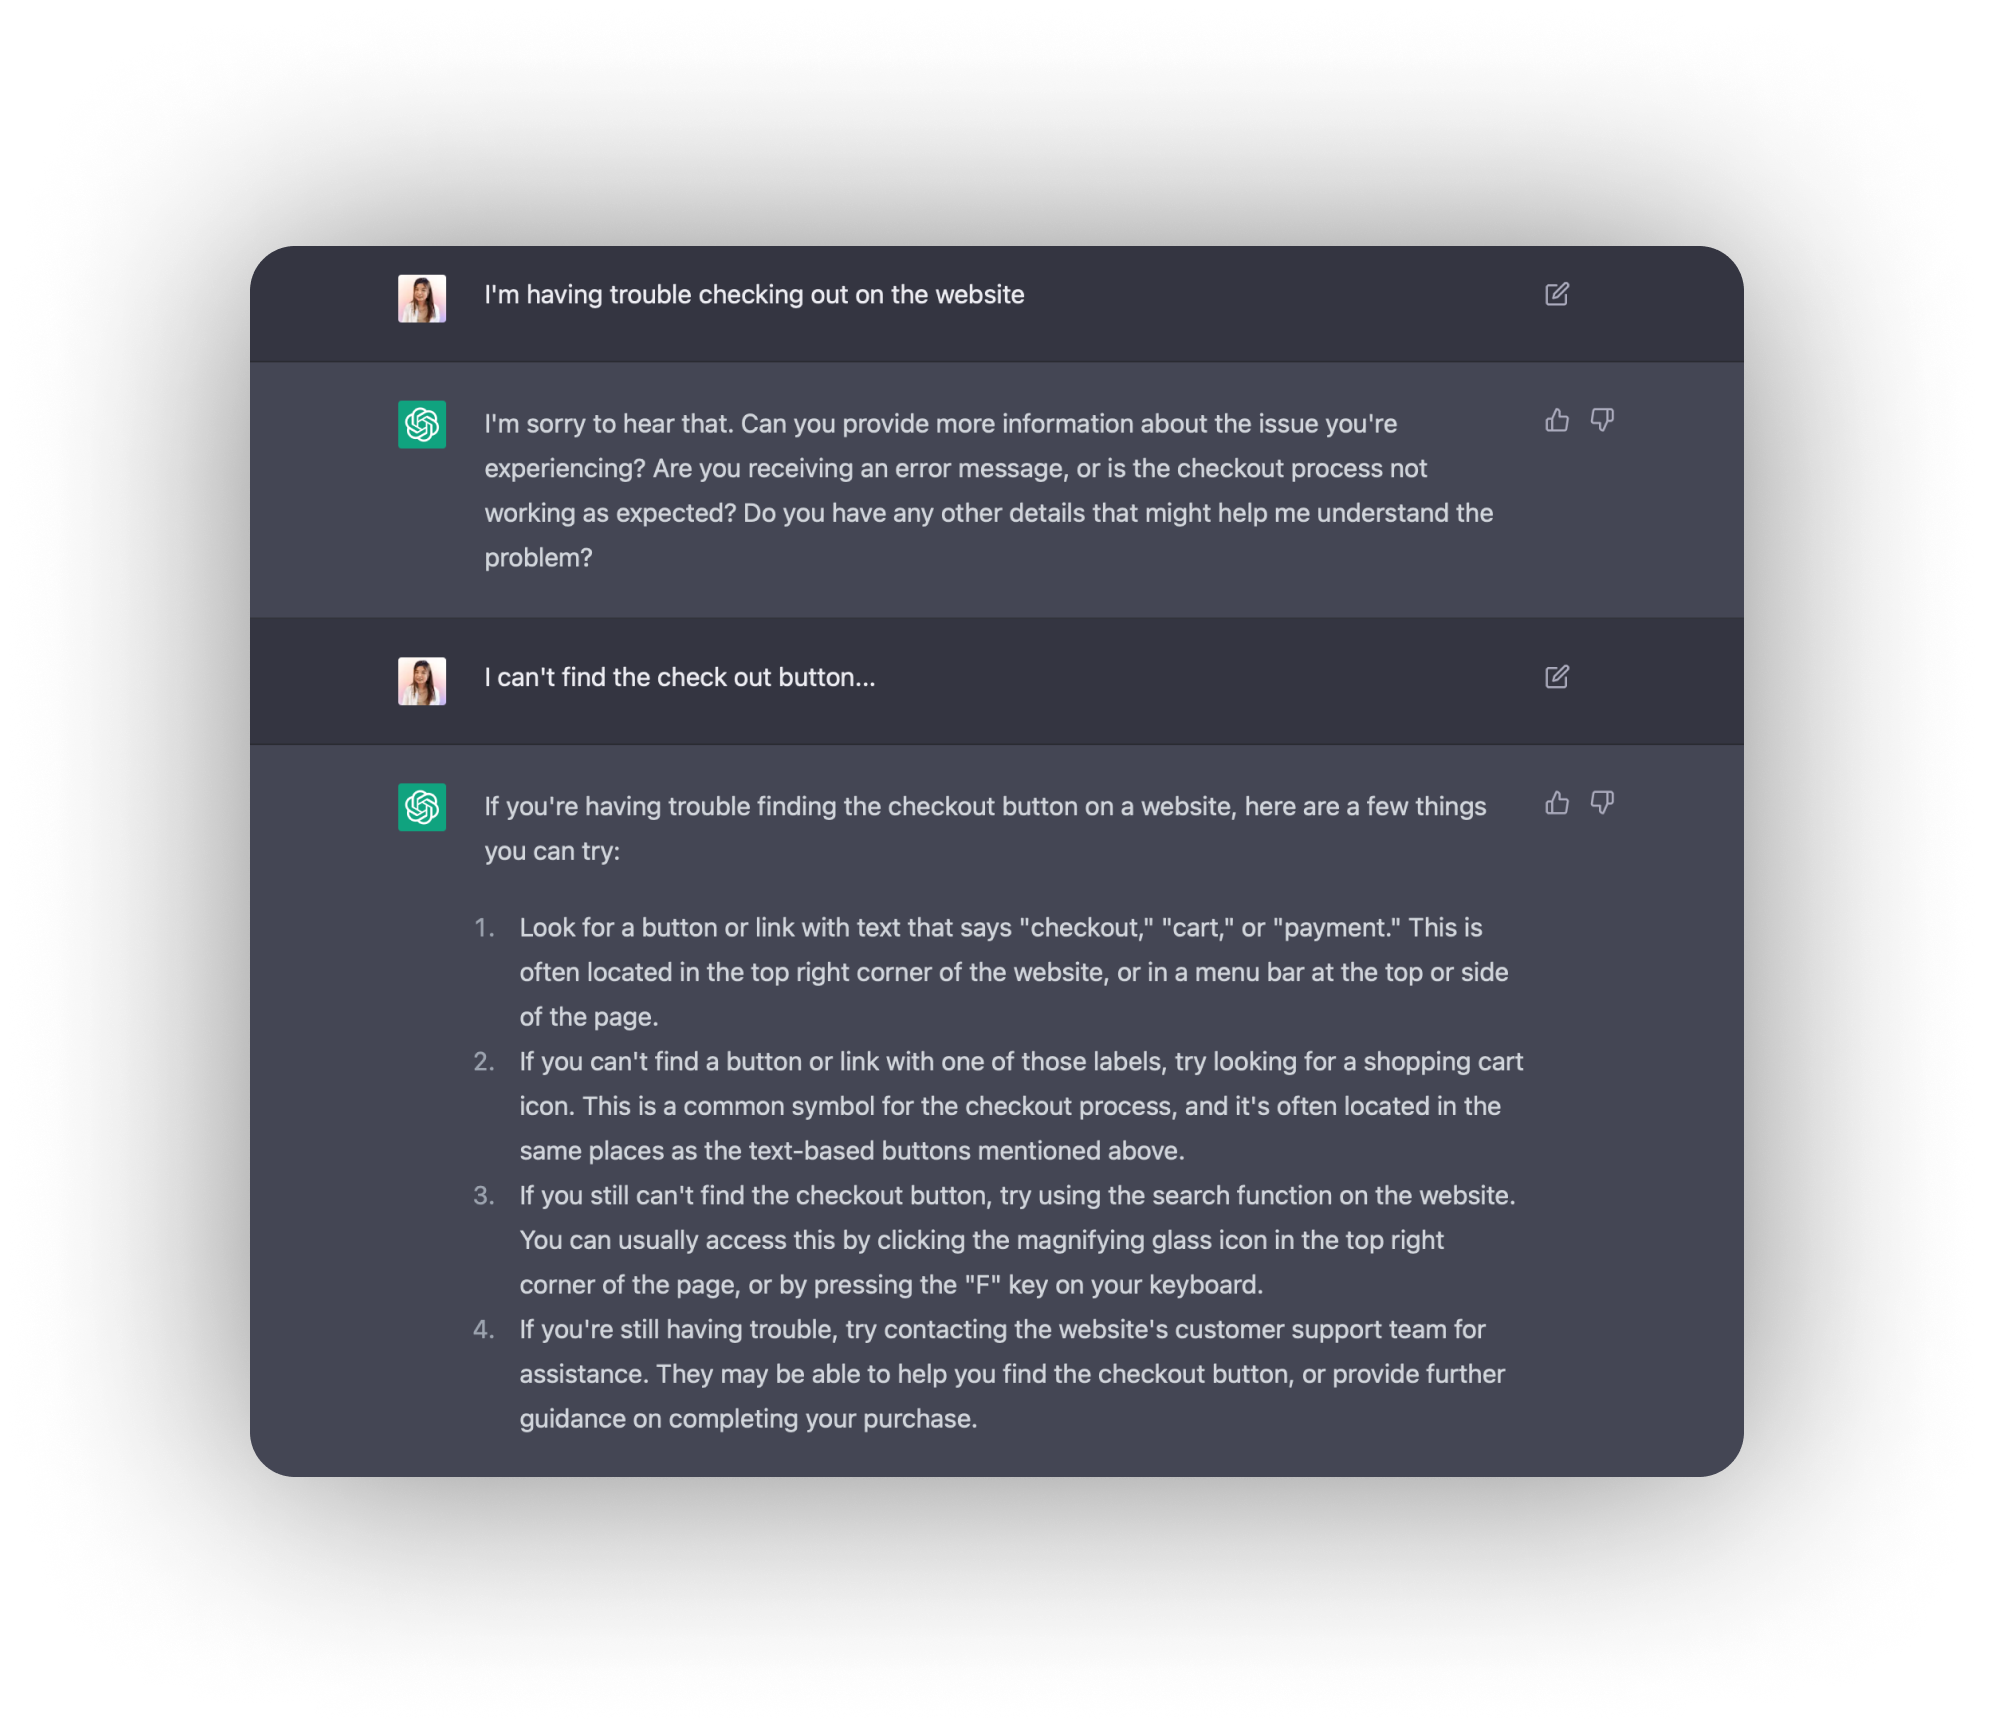 I'm having trouble checking out on the website
I'm sorry to hear that. Can you provide more information about the issue you're
experiencing? Are you receiving an error message, or is the checkout process not
working as expected? Do you have any other details that might help me understand the
problem?
I can't find the check out button...
If you're having trouble finding the checkout button on a website, here are a few things
you can try:
1. Look for a button or link with text that says "checkout," "cart," or "payment." This is
often located in the top right corner of the website, or in a menu bar at the top or side
of the page.
2. If you can't find a button or link with one of those labels, try looking for a shopping cart
icon. This is a common symbol for the checkout process, and it's often located in the
same places as the text-based buttons mentioned above.
3. If you still can't find the checkout button, try using the search function on the website.
You can usually access this by clicking the magnifying glass icon in the top right
corner of the page, or by pressing the "F" key on your keyboard.
4. If you're still having trouble, try contacting the website's customer support team for
assistance. They may be able to help you find the checkout button, or provide further
guidance on completing your purchase.